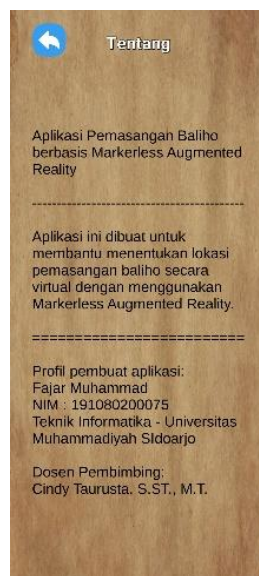 Tentang
Aplikasi Pemasangan Baliho
berbasis Markerless Augmented
Reality
--------------------------------------------
Aplikasi ini dibuat untuk
membantu menentukan lokasi
pemasangan baliho secara
virtual dengan menggunakan
Markerless Augmented Reality.
=========================
Profil pembuat aplikasi:
Fajar Muhammad
NIM : 191080200075
Teknik Informatika - Universitas
Muhammadiyah SIdoarjo
Dosen Pembimbing:
Cindy Taurusta. S.ST., M.T.